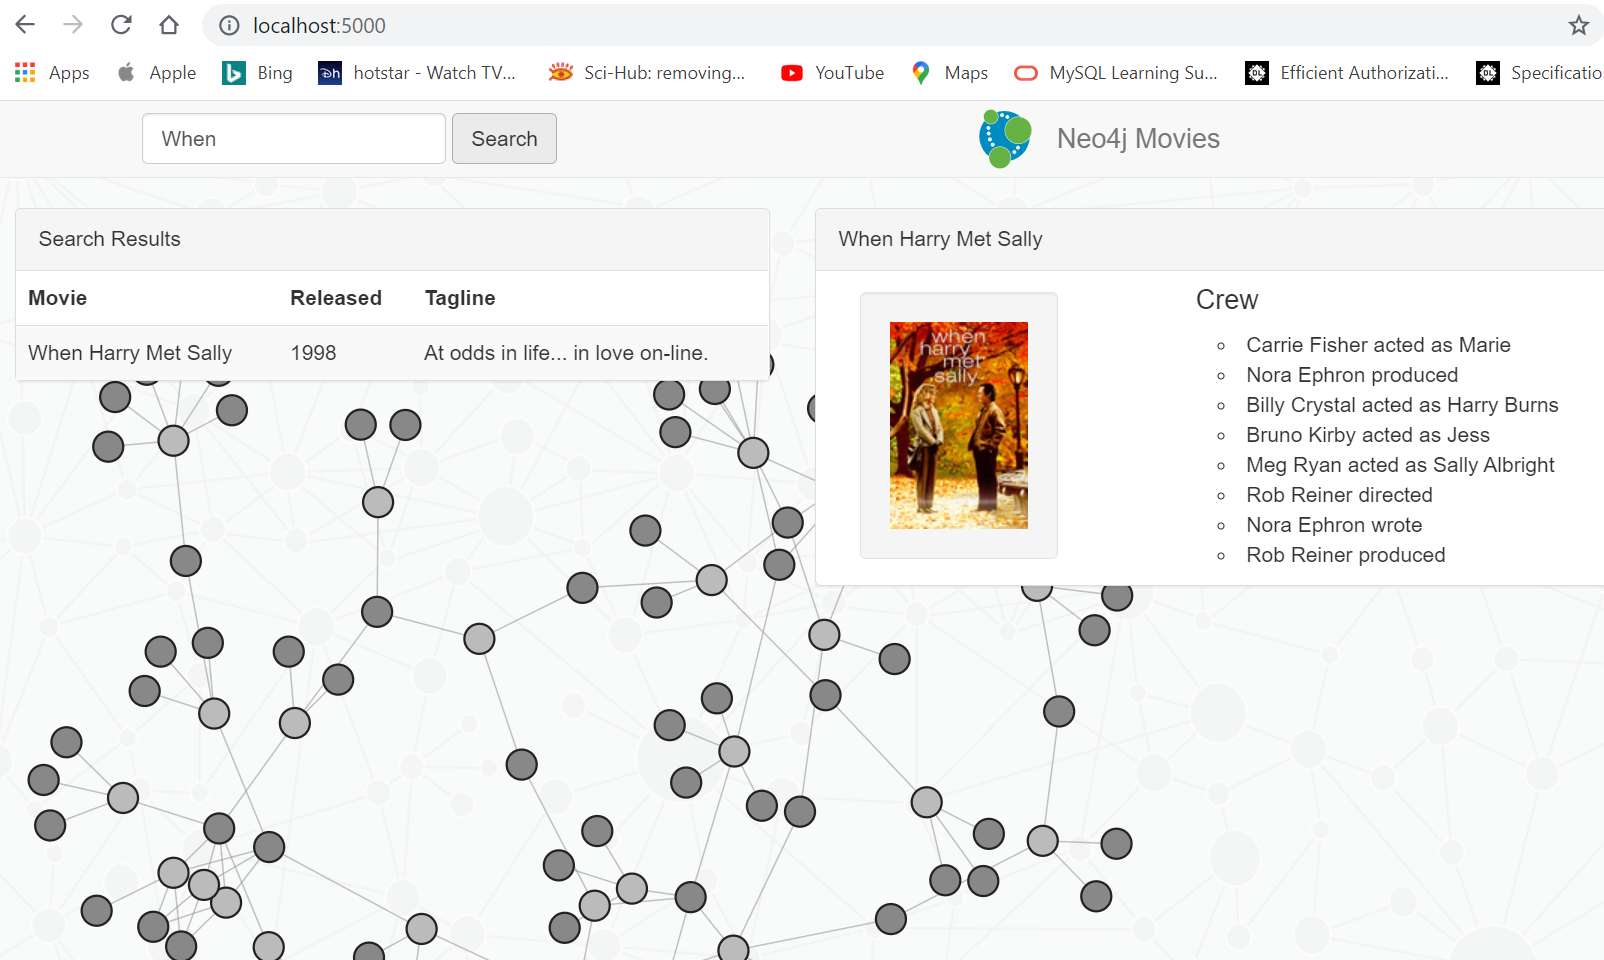 localhost:5000
Apps Apple Bing hotstar - Watch TV... Sci-Hub: removing... YouTube Maps MySQL Learning Su... Efficient Authorizati... Specificatio
When Search Neo4j Movies
Search Results
Movie Released Tagline
When Harry Met Sally 1998 At odds in life... in love on-line.
When Harry Met Sally
when
harry
met
sally
Crew
Carrie Fisher acted as Marie
Nora Ephron produced
Billy Crystal acted as Harry Burns
Bruno Kirby acted as Jess
Meg Ryan acted as Sally Albright
Rob Reiner directed
Nora Ephron wrote
Rob Reiner produced